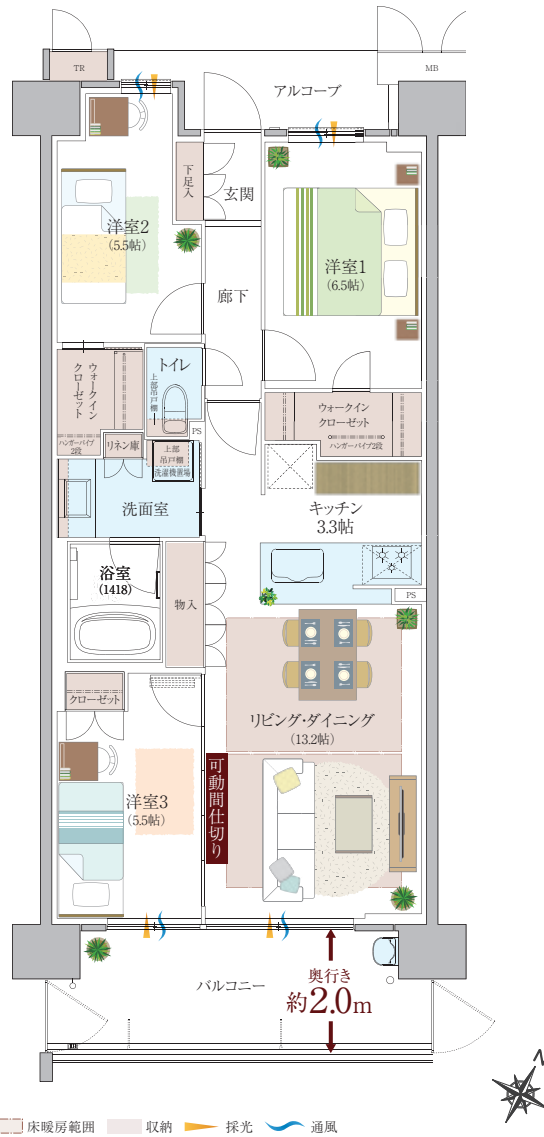 TR
MB
アルコーブ
下足入
玄関
洋室2
(5.5帖)
洋室1
(6.5帖)
廊下
ウォークイン
クローゼット
ハンガーパイプ
2段
トイレ
上部吊戸棚
PS
リネン庫
上部
吊戸棚
洗濯機置場
ウォークイン
クローゼット
ハンガーパイプ2段
洗面室
キッチン
3.3帖
浴室
(1418)
物入
PS
クローゼット
リビング・ダイニング
(13.2帖)
可動間仕切り
洋室3
(5.5帖)
バルコニー
奥行き
約2.0m
N
床暖房範囲 収納 採光 通風